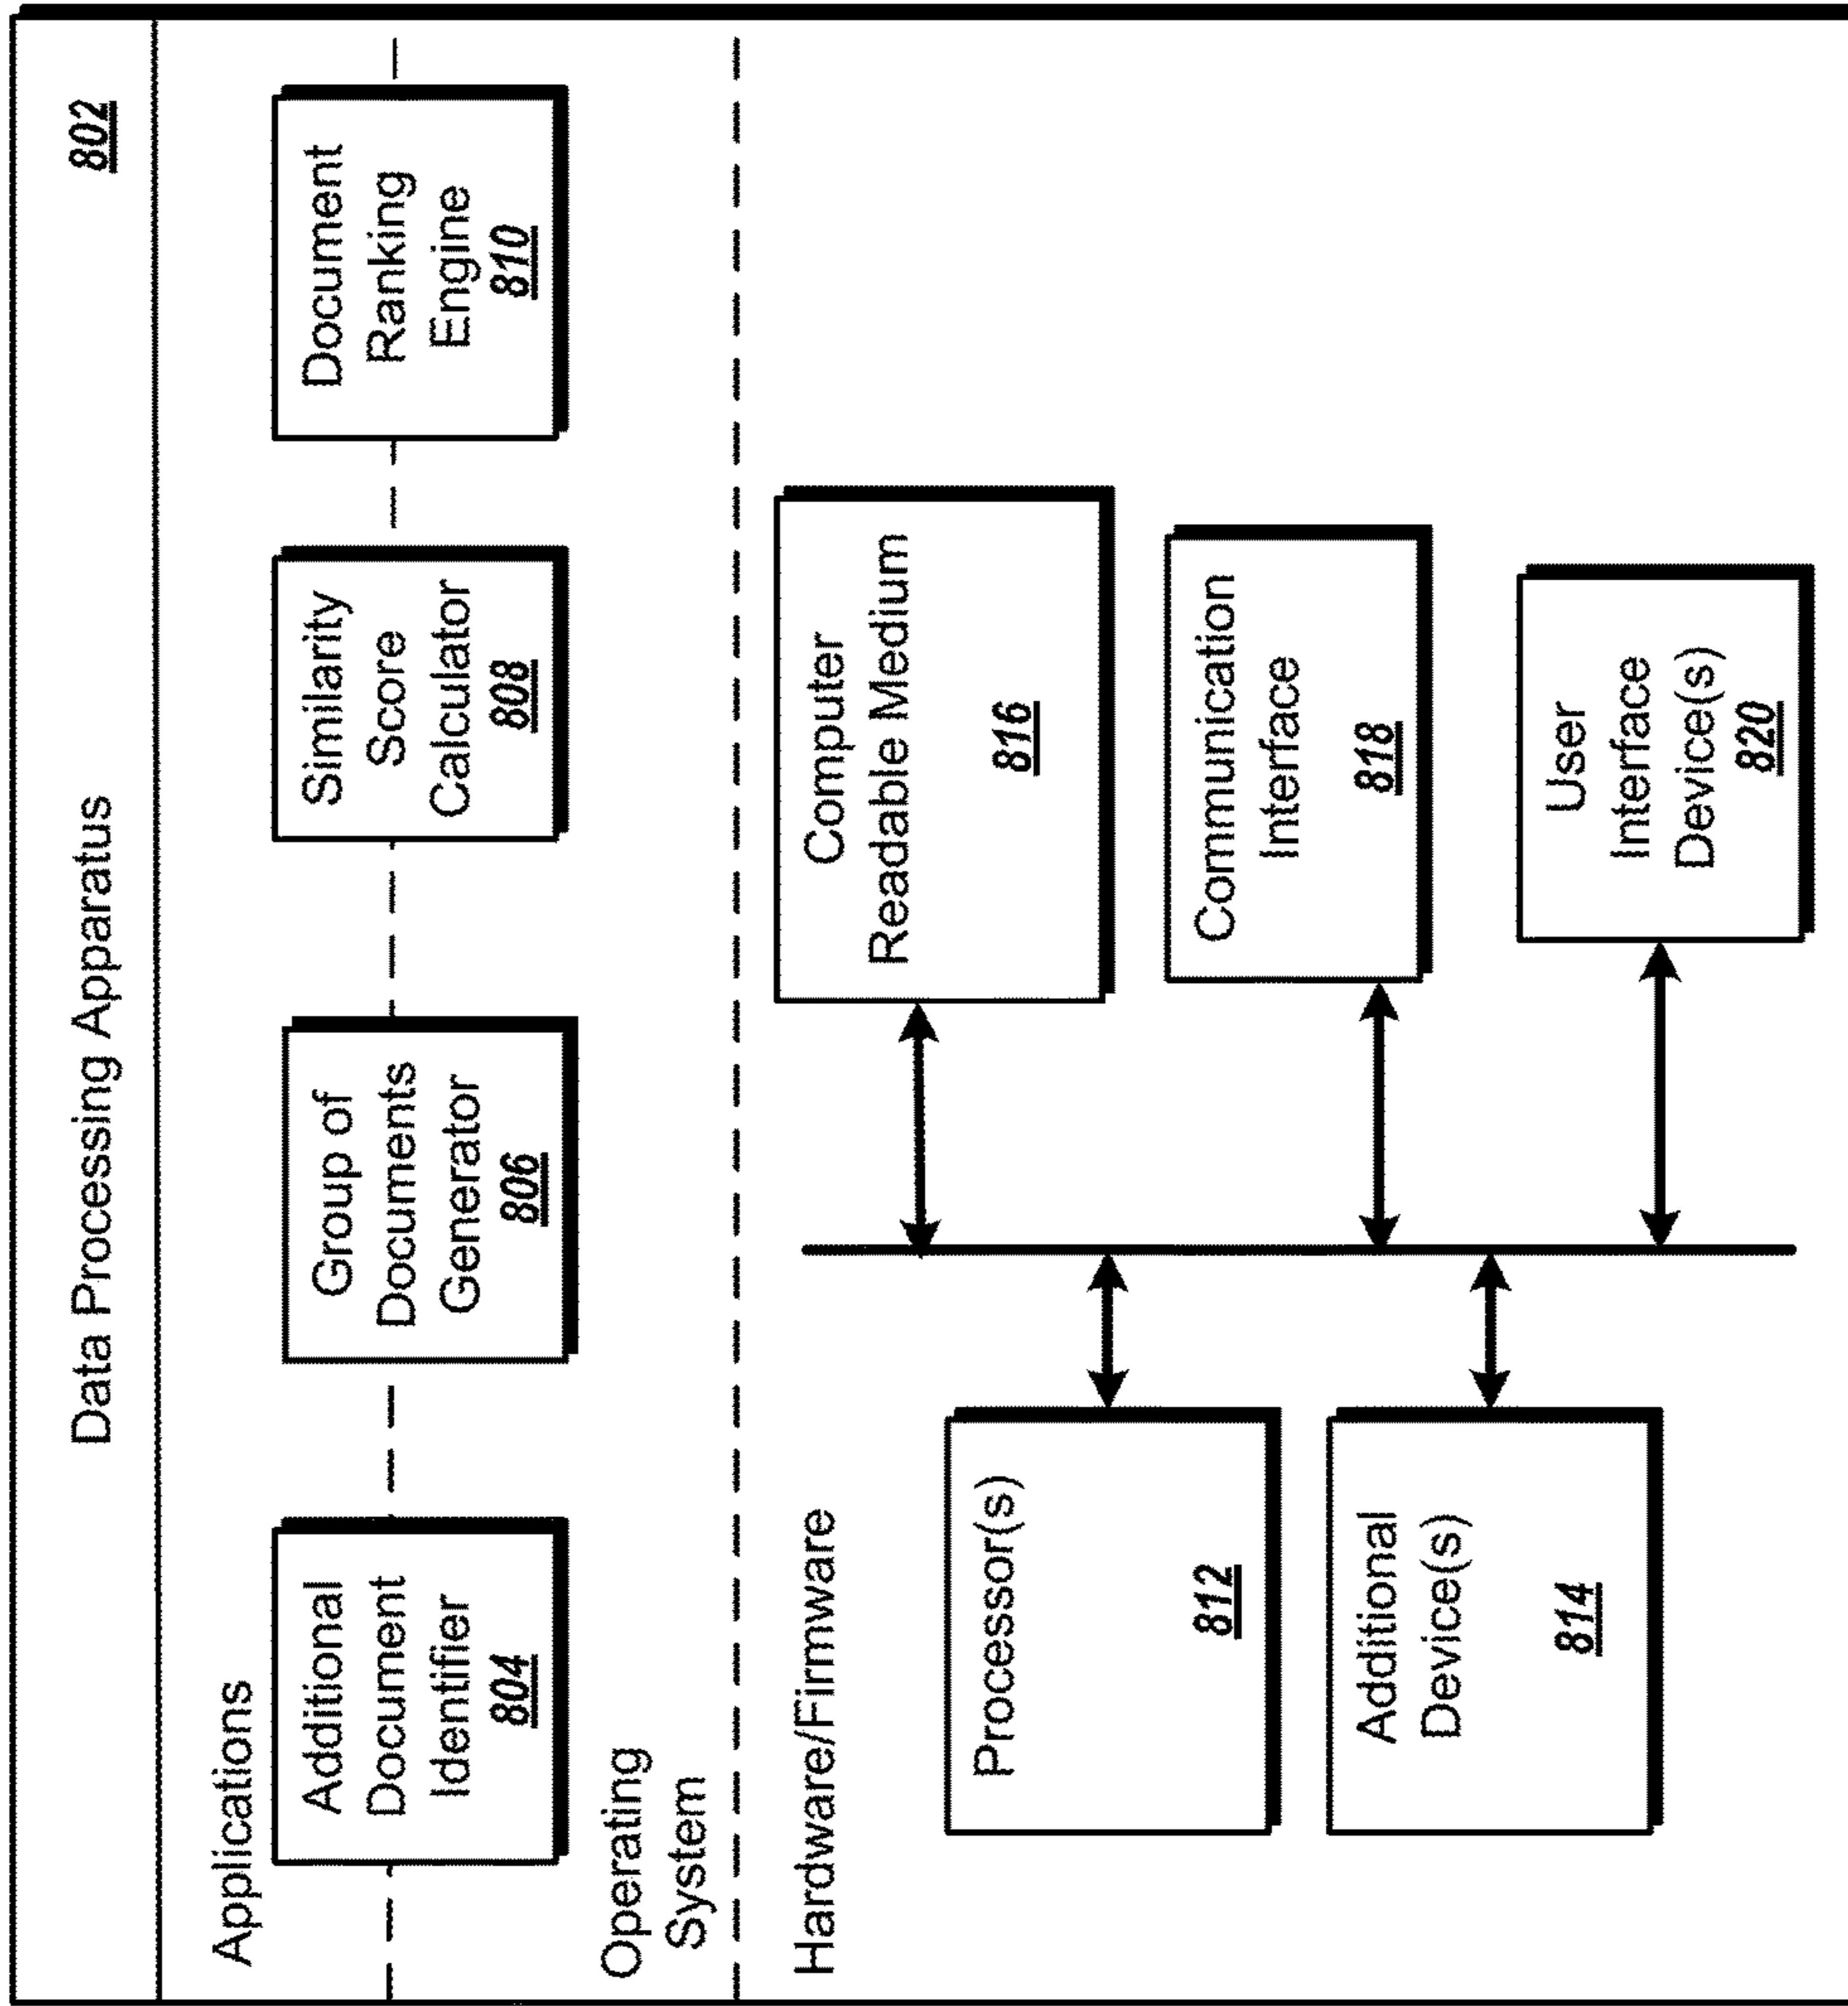 Data Processing Apparatus
802
Applications
Additional
Document
Identifier
804
Group of
Documents
Generator
806
Similarity
Score
Calculator
808
Document
Ranking
Engine
810
Operating
System
Hardware/Firmware
Processor(s)
812
Additional
Device(s)
814
Computer
Readable Medium
816
Communication
Interface
818
User
Interface
Device(s)
820